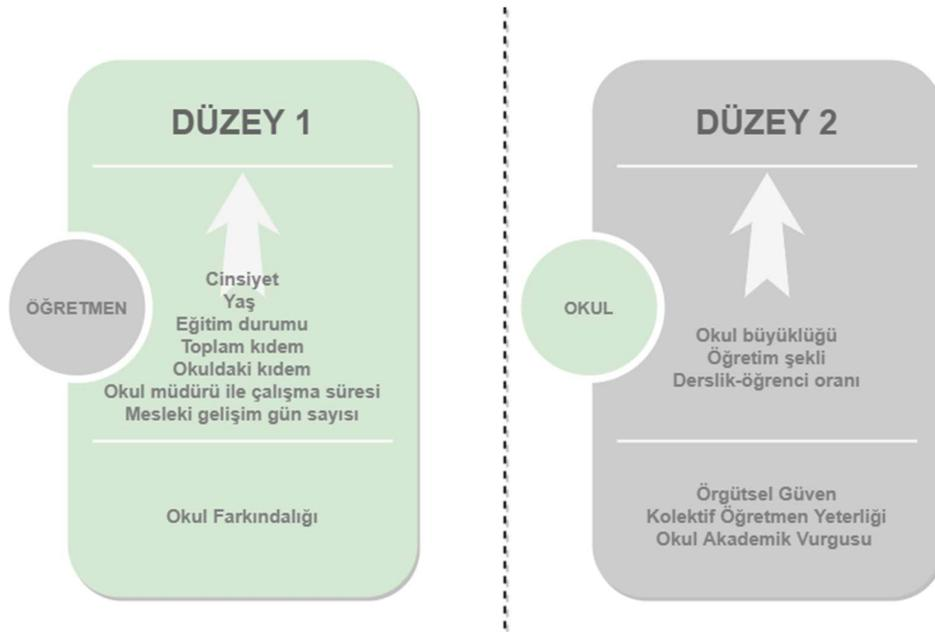 DÜZEY 1
ÖĞRETMEN
Cinsiyet
Yaş
Eğitim durumu
Toplam kıdem
Okuldaki kıdem
Okul müdürü ile çalışma süresi
Mesleki gelişim gün sayısı
Okul Farkındalığı
DÜZEY 2
OKUL
Okul büyüklüğü
Öğretim şekli
Derslik-öğrenci oranı
Örgütsel Güven
Kolektif Öğretmen Yeterliği
Okul Akademik Vurgusu